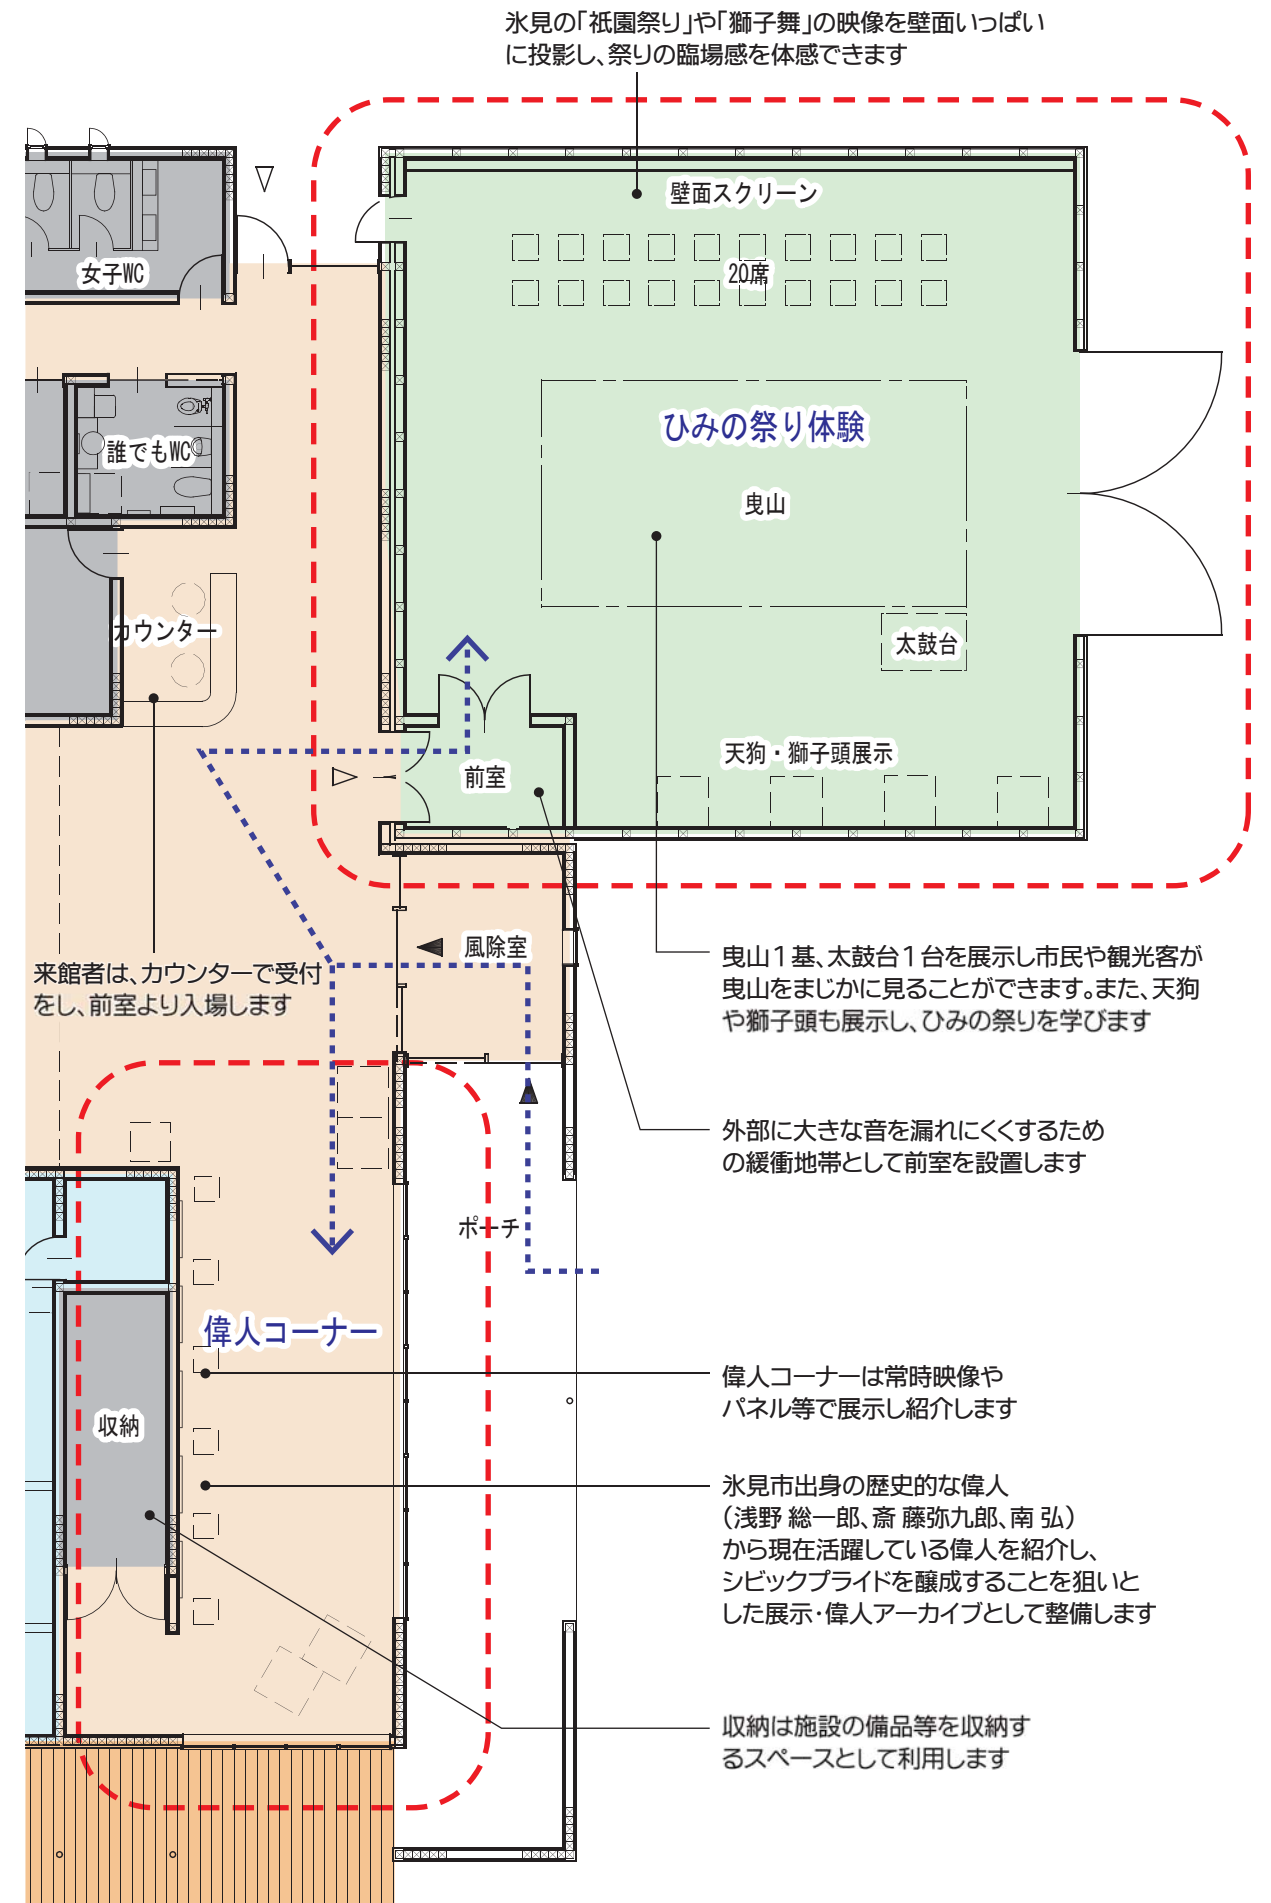 氷見の「祇園祭り」や「獅子舞」の映像を壁面いっぱい
に投影し、祭りの臨場感を体感できます
壁面スクリーン
女子WC
20席
ひみの祭り体験
誰でもWC
曳山
カウンター
太鼓台
天狗・獅子頭展示
前室
風除室
来館者は、カウンターで受付
をし、前室より入場します
曳山1基、太鼓台1台を展示し市民や観光客が
曳山をまじかに見ることができます。また、天狗
や獅子頭も展示し、ひみの祭りを学びます
外部に大きな音を漏れにくくするため
の緩衝地帯として前室を設置します
ポーチ
偉人コーナー
偉人コーナーは常時映像や
パネル等で展示し紹介します
収納
氷見市出身の歴史的な偉人
（浅野 総一郎、斎 藤弥九郎、南 弘）
から現在活躍している偉人を紹介し、
シビックプライドを醸成することを狙いと
した展示・偉人アーカイブとして整備します
収納は施設の備品等を収納す
るスペースとして利用します